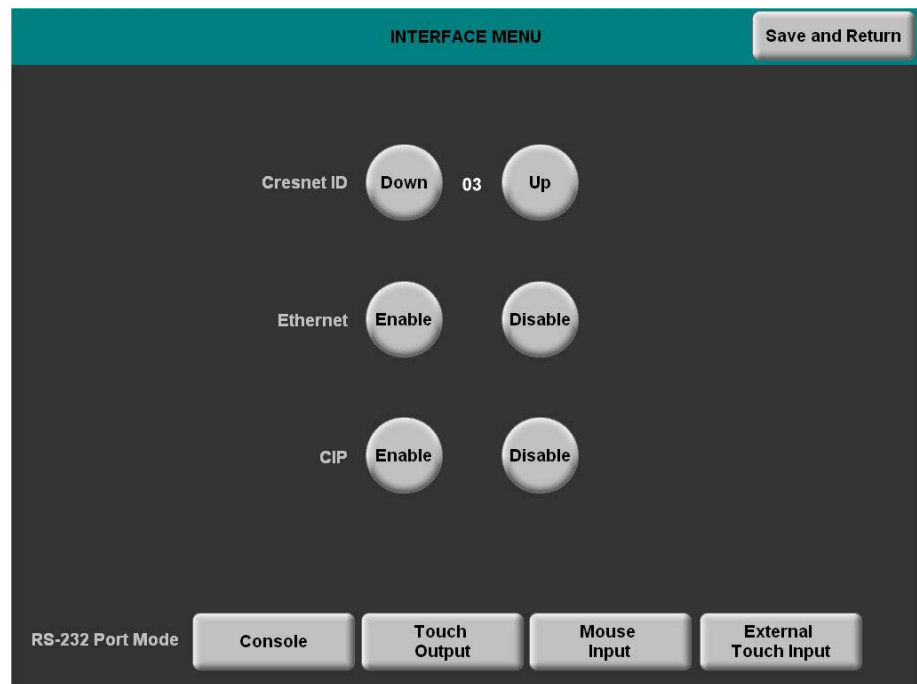 INTERFACE MENU
Save and Return
Cresnet ID Down 03 Up
Ethernet Enable Disable
CIP Enable Disable
RS-232 Port Mode
Console
Touch
Output
Mouse
Input
External
Touch Input